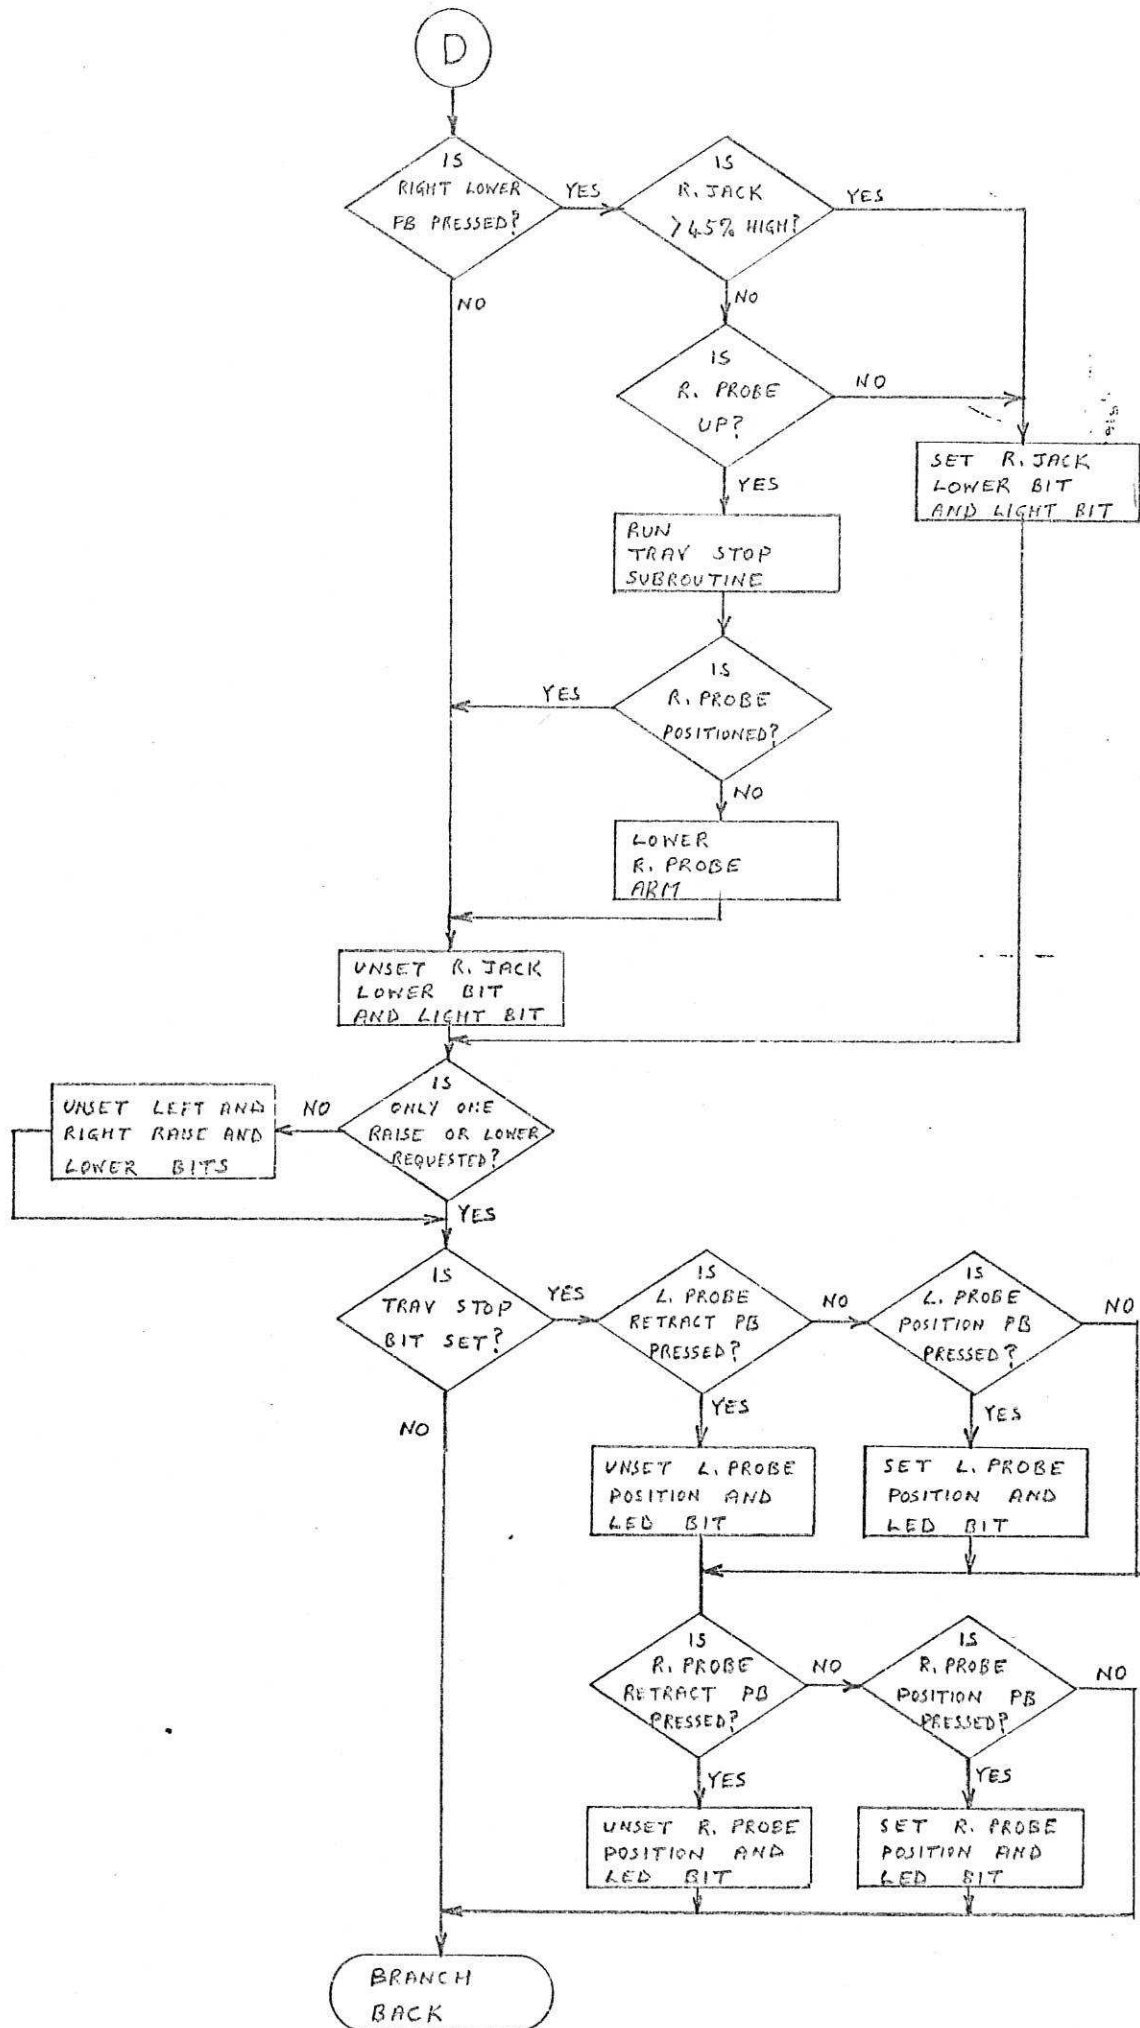 D
IS
RIGHT LOWER
PB PRESSED?
YES
IS
R. JACK
>45% HIGH?
YES
NO
NO
IS
R. PROBE
UP?
NO
SET R. JACK
LOWER BIT
AND LIGHT BIT
YES
RUN
TRAV STOP
SUBROUTINE
IS
R. PROBE
POSITIONED?
YES
NO
LOWER
R. PROBE
ARM
UNSET R. JACK
LOWER BIT
AND LIGHT BIT
IS
ONLY ONE
RAISE OR LOWER
REQUESTED?
NO
UNSET LEFT AND
RIGHT RAISE AND
LOWER BITS
YES
IS
TRAV STOP
BIT SET?
YES
IS
L. PROBE
RETRACT PB
PRESSED?
NO
IS
L. PROBE
POSITION PB
PRESSED?
NO
NO
YES
YES
UNSET L. PROBE
POSITION AND
LED BIT
SET L. PROBE
POSITION AND
LED BIT
IS
R. PROBE
RETRACT PB
PRESSED?
NO
IS
R. PROBE
POSITION PB
PRESSED?
NO
YES
YES
UNSET R. PROBE
POSITION AND
LED BIT
SET R. PROBE
POSITION AND
LED BIT
BRANCH
BACK